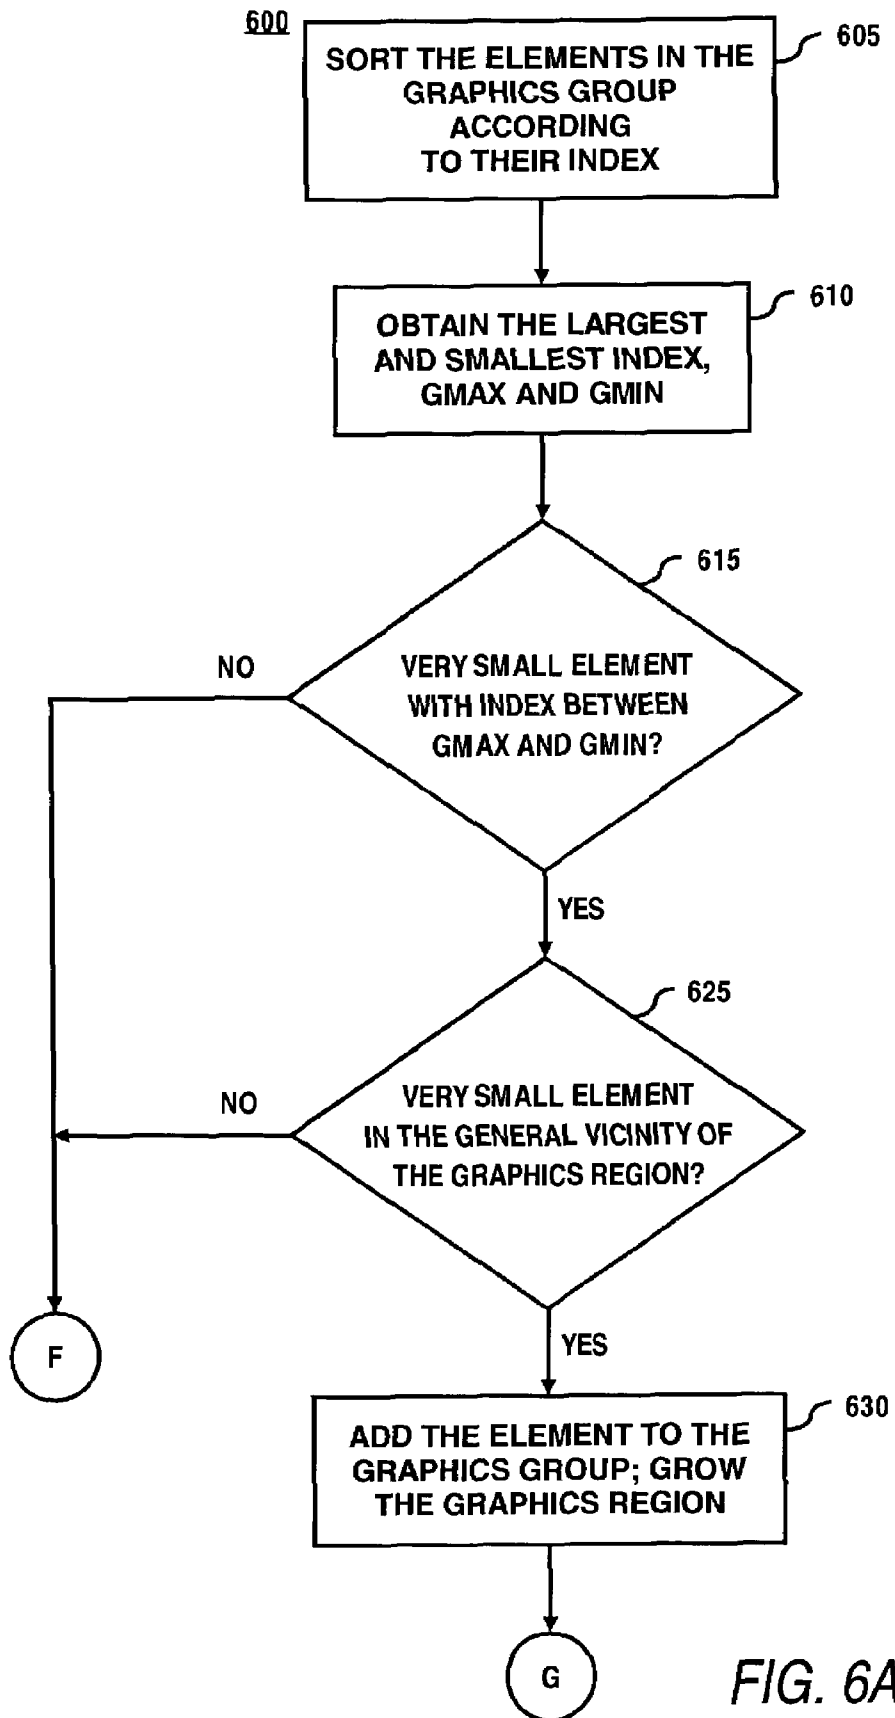 600
605
SORT THE ELEMENTS IN THE
GRAPHICS GROUP
ACCORDING
TO THEIR INDEX
610
OBTAIN THE LARGEST
AND SMALLEST INDEX,
GMAX AND GMIN
615
NO
VERY SMALL ELEMENT
WITH INDEX BETWEEN
GMAX AND GMIN?
YES
625
NO
VERY SMALL ELEMENT
IN THE GENERAL VICINITY OF
THE GRAPHICS REGION?
F
YES
630
ADD THE ELEMENT TO THE
GRAPHICS GROUP; GROW
THE GRAPHICS REGION
G
FIG. 6A